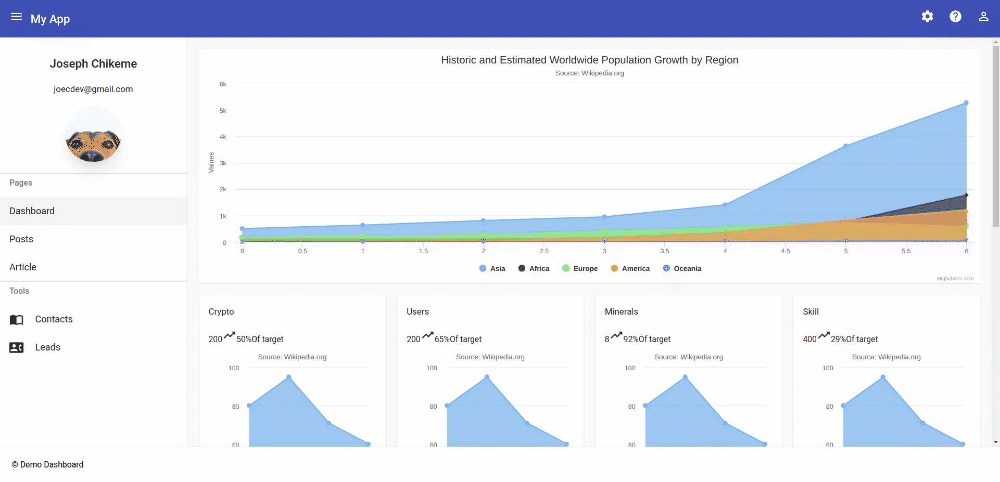 My App
Joseph Chikeme
joecdev@gmail.com
Pages
Dashboard
Posts
Article
Tools
Contacts
Leads
Historic and Estimated Worldwide Population Growth by Region
Source: Wikipedia.org
Values
6k
5k
4k
3k
2k
1k
0
0 0.5 1 1.5 2 2.5 3 3.5 4 4.5 5 5.5 6
Asia Africa Europe America Oceania
Highcharts.com
Crypto
200 50%Of target
Source: Wikipedia.org
100
80
60
Users
200 65%Of target
Source: Wikipedia.org
100
80
60
Minerals
8 92%Of target
Source: Wikipedia.org
100
80
60
Skill
400 29%Of target
Source: Wikipedia.org
100
80
60
© Demo Dashboard